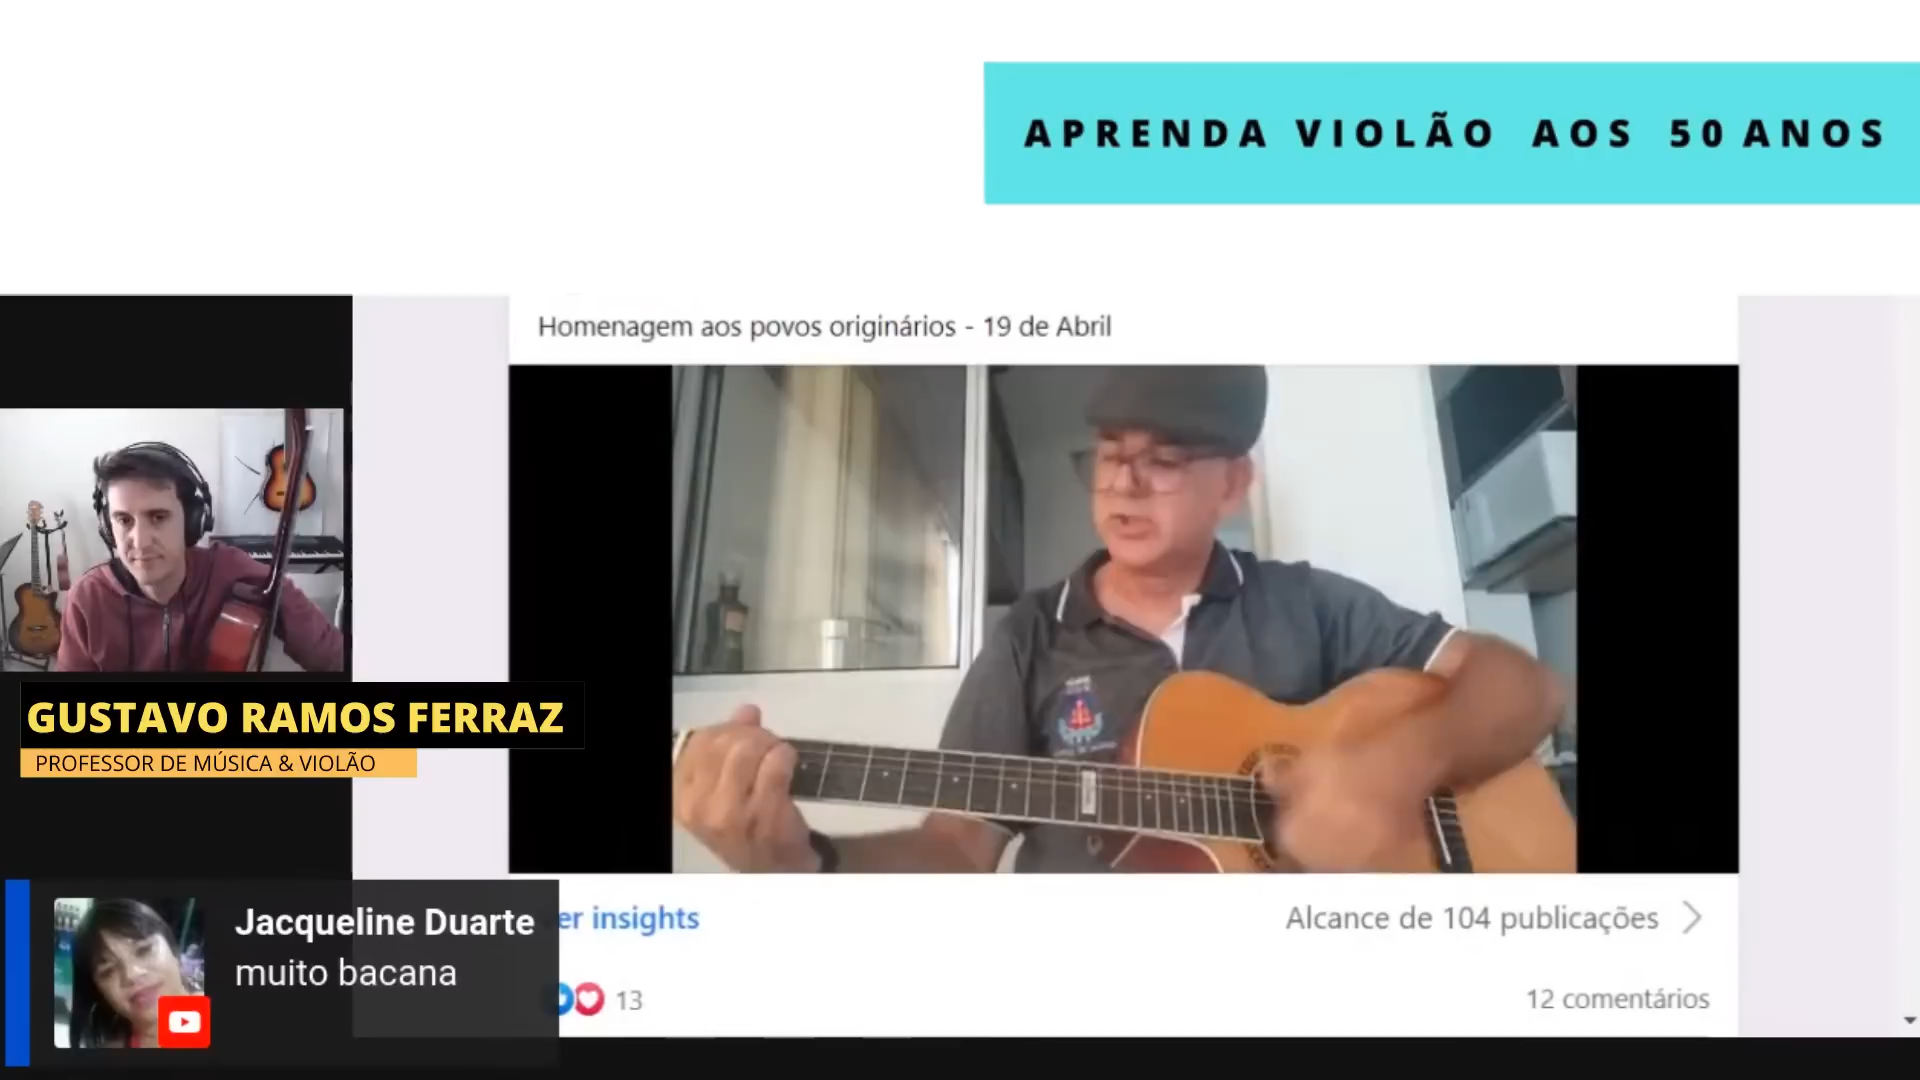 APRENDA VIOLÃO AOS 50 ANOS
Homenagem aos povos originários - 19 de Abril
GUSTAVO RAMOS FERRAZ
PROFESSOR DE MÚSICA & VIOLÃO
Jacqueline Duarte
muito bacana
er insights
Alcance de 104 publicações
13
12 comentários